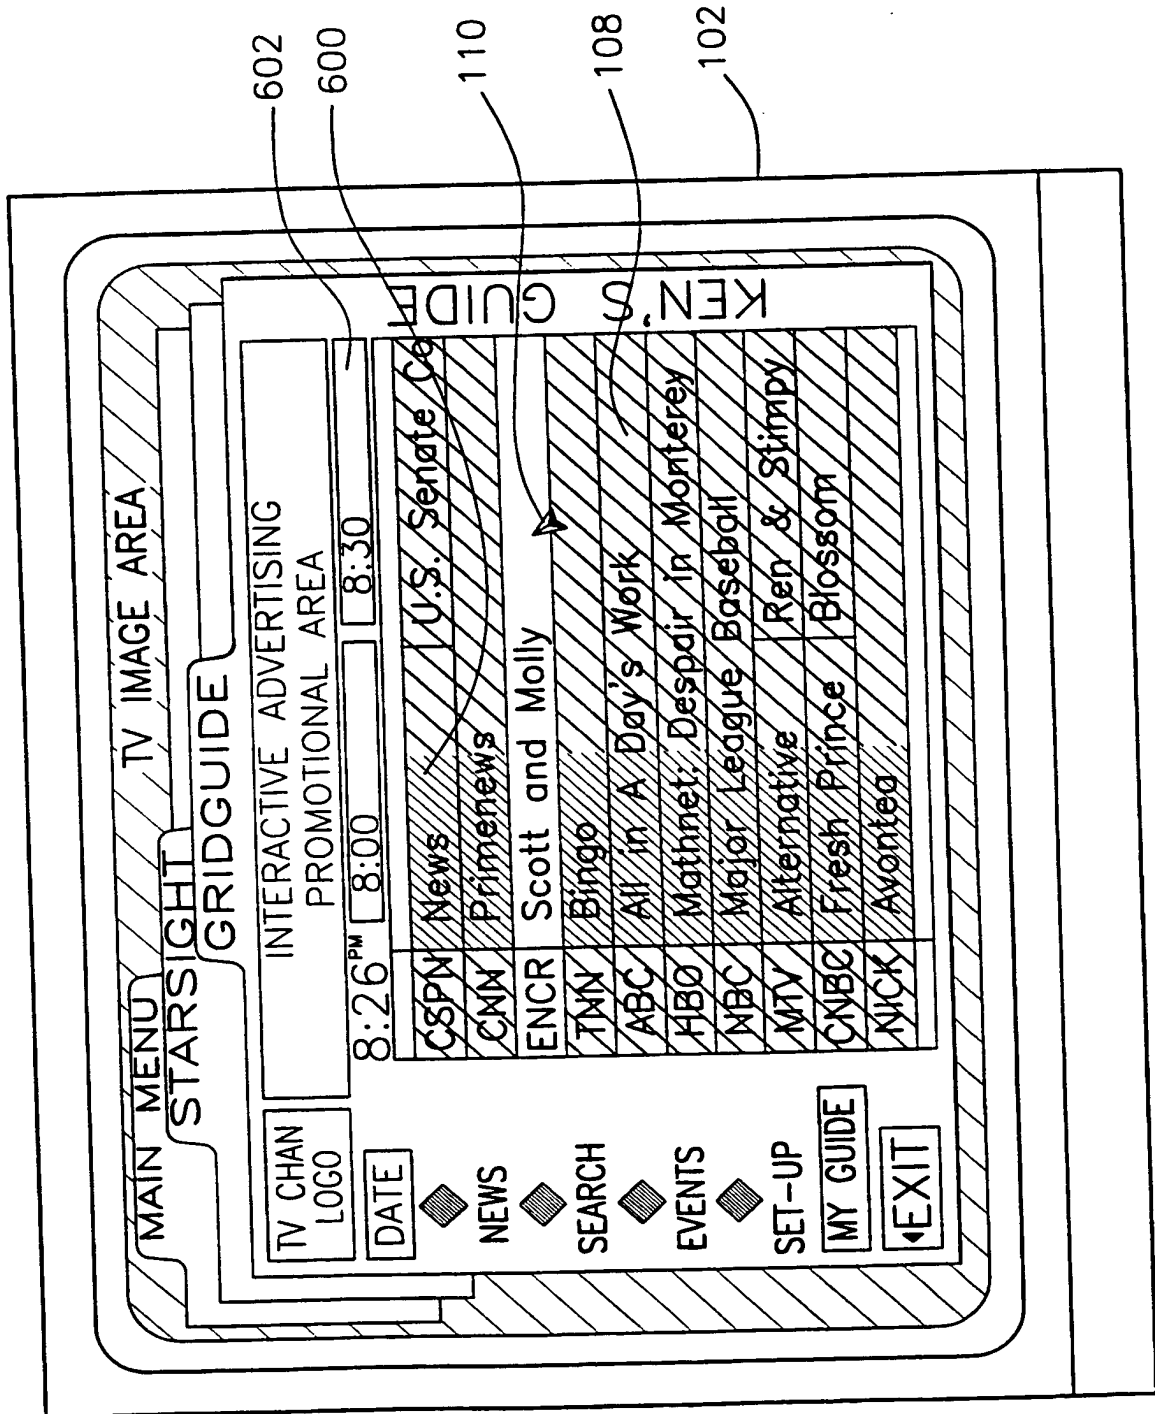 MAIN MENU
TV IMAGE AREA
STARSIGHT
GRIDGUIDE
TV CHAN
LOGO
INTERACTIVE ADVERTISING
PROMOTIONAL AREA
DATE
8:26 PM
8:00
8:30
CSPN News U.S. Senate Co
CNN Primenews
ENCR Scott and Molly
TNN Bingo
ABC All in A Day's Work
HBO Mathnet: Despair in Monterey
NBC Major League Baseball
MTV Alternative Ren & Stimpy
CNBC Fresh Prince Blossom
NICK Avontea
NEWS
SEARCH
EVENTS
SET-UP
MY GUIDE
EXIT
KEN'S GUIDE
602
600
110
108
102